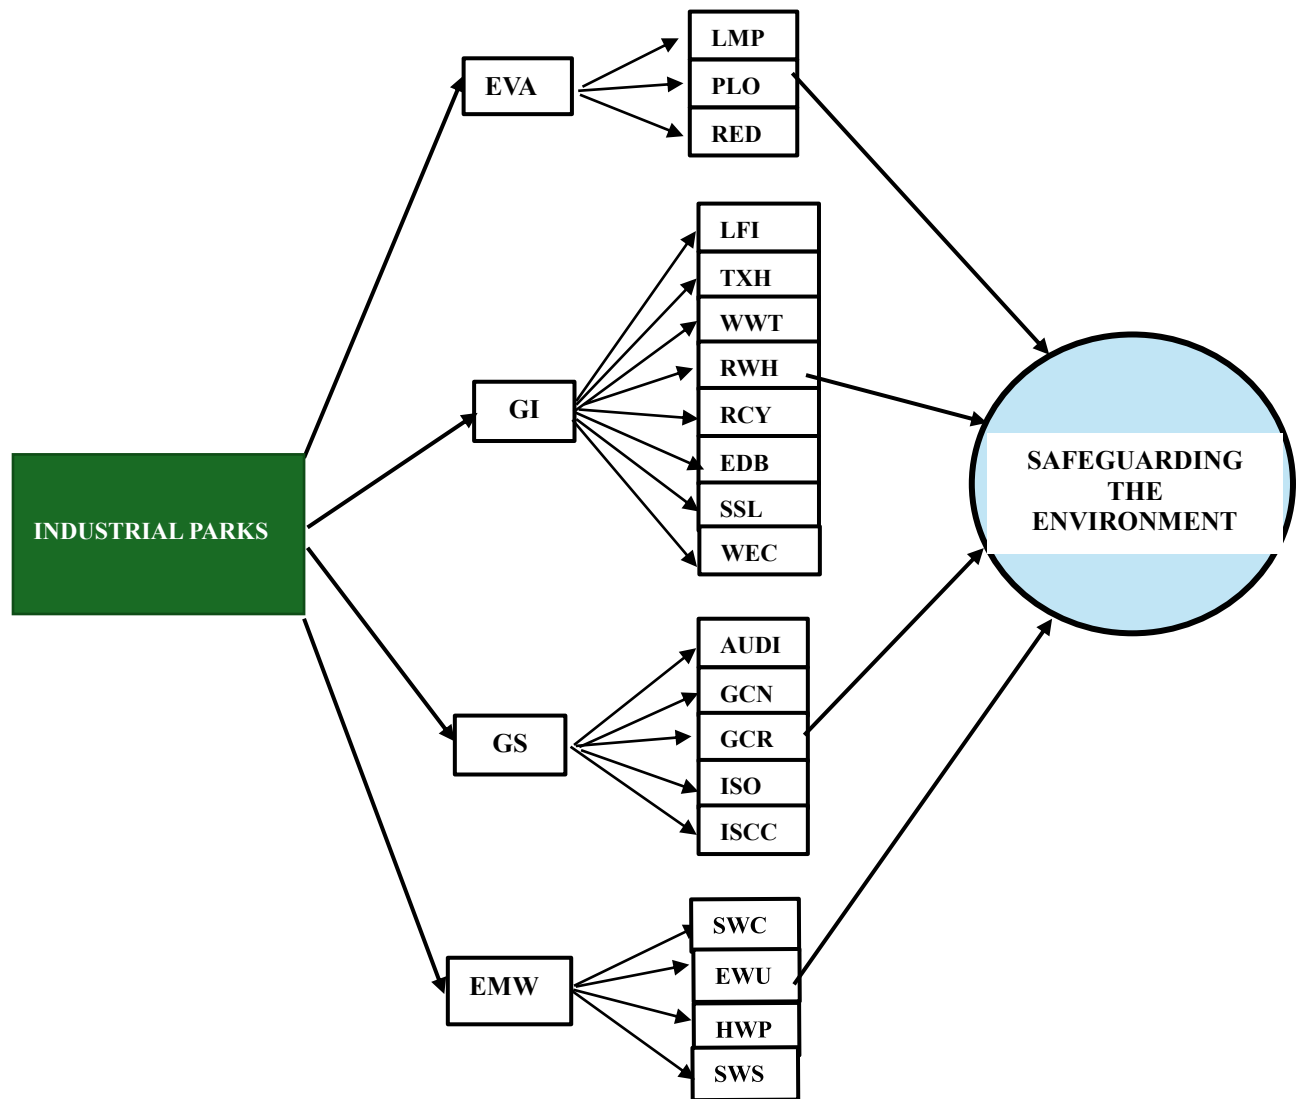 LMP
EVA
PLO
RED
LFI
TXH
WWT
RWH
GI
RCY
EDB
SSL
WEC
INDUSTRIAL PARKS
SAFEGUARDING
THE
ENVIRONMENT
AUDI
GCN
GS
GCR
ISO
ISCC
SWC
EMW
EWU
HWP
SWS